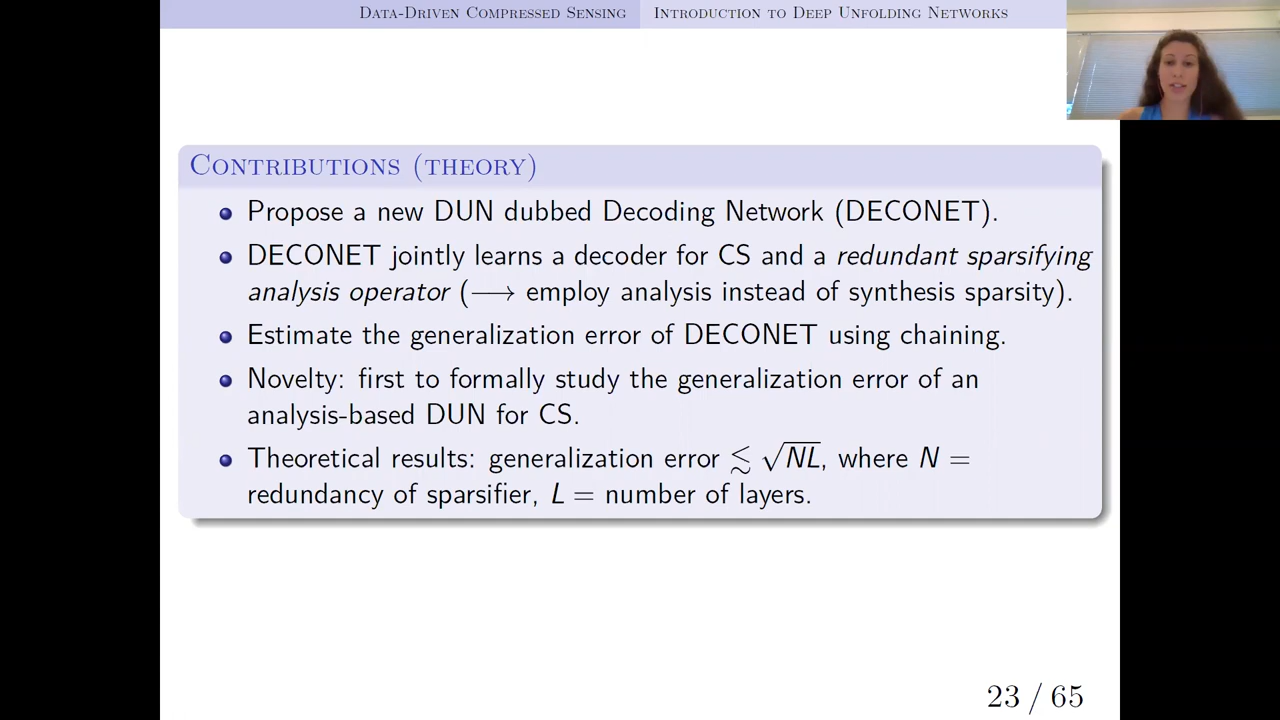 Data-Driven Compressed Sensing Introduction to Deep Unfolding Networks
Contributions (theory)
Propose a new DUN dubbed Decoding Network (DECONET).
DECONET jointly learns a decoder for CS and a redundant sparsifying
analysis operator (⟶ employ analysis instead of synthesis sparsity).
Estimate the generalization error of DECONET using chaining.
Novelty: first to formally study the generalization error of an
analysis-based DUN for CS.
Theoretical results: generalization error ≲ √NL, where N =
redundancy of sparsifier, L = number of layers.
23 / 65